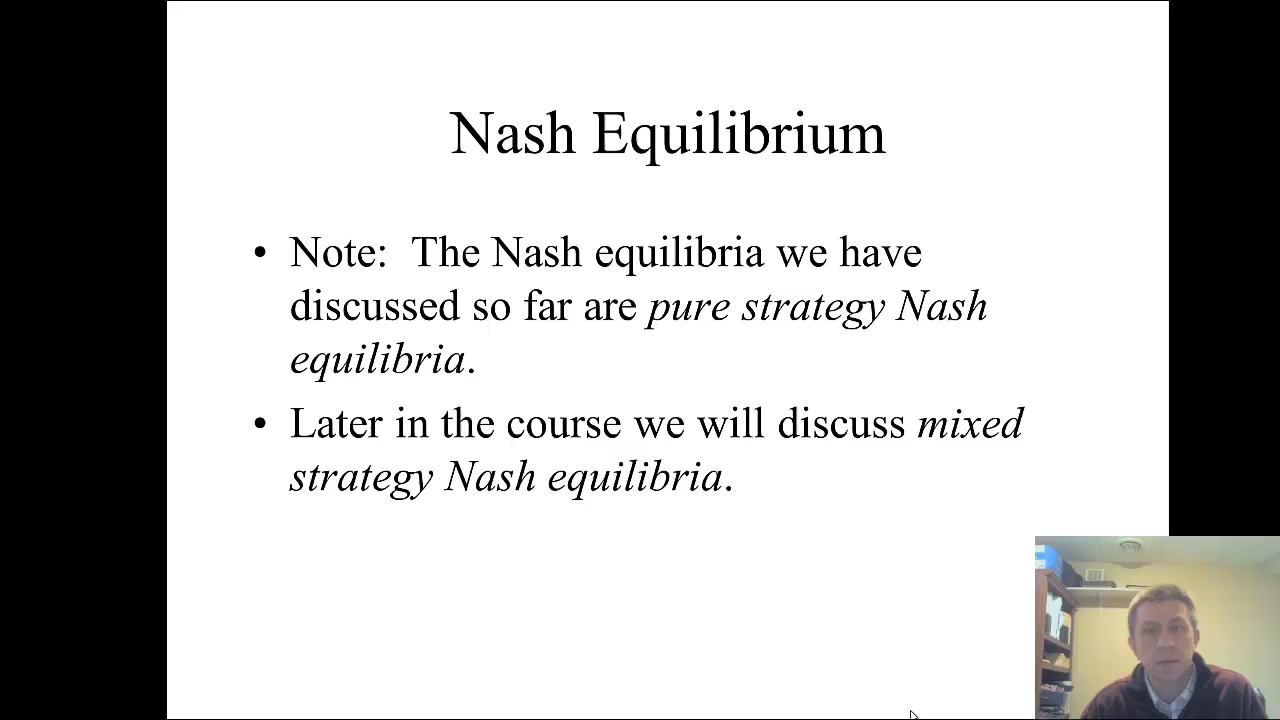 Nash Equilibrium
• Note:  The Nash equilibria we have
discussed so far are pure strategy Nash
equilibria.
• Later in the course we will discuss mixed
strategy Nash equilibria.